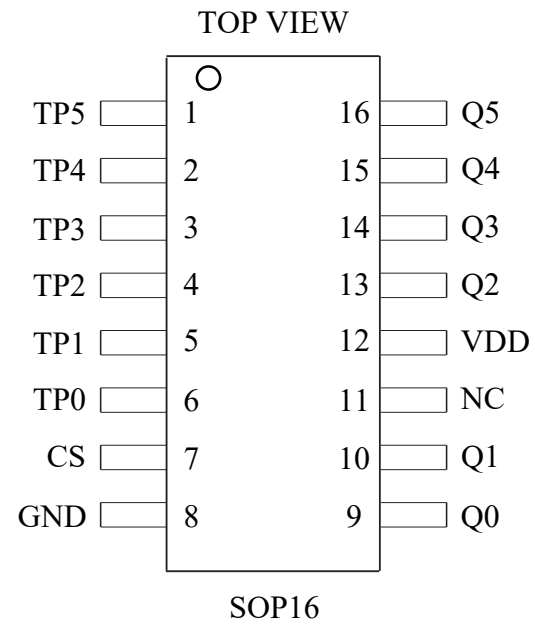 TOP VIEW
TP5 1 16 Q5
TP4 2 15 Q4
TP3 3 14 Q3
TP2 4 13 Q2
TP1 5 12 VDD
TP0 6 11 NC
CS 7 10 Q1
GND 8 9 Q0
SOP16